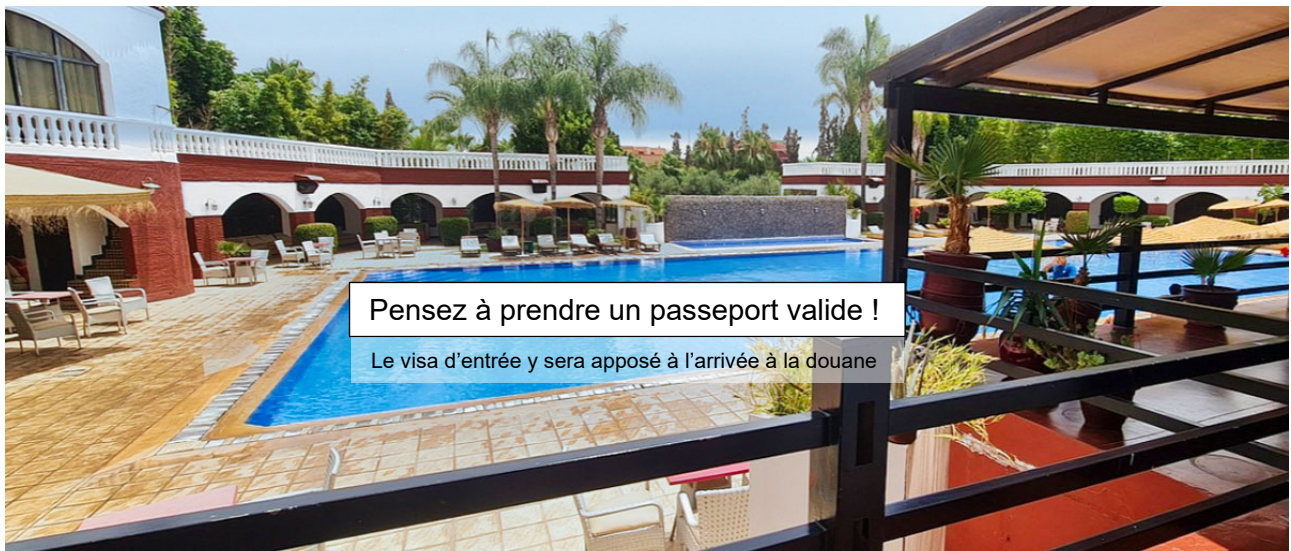 Pensez à prendre un passeport valide !
Le visa d’entrée y sera apposé à l’arrivée à la douane